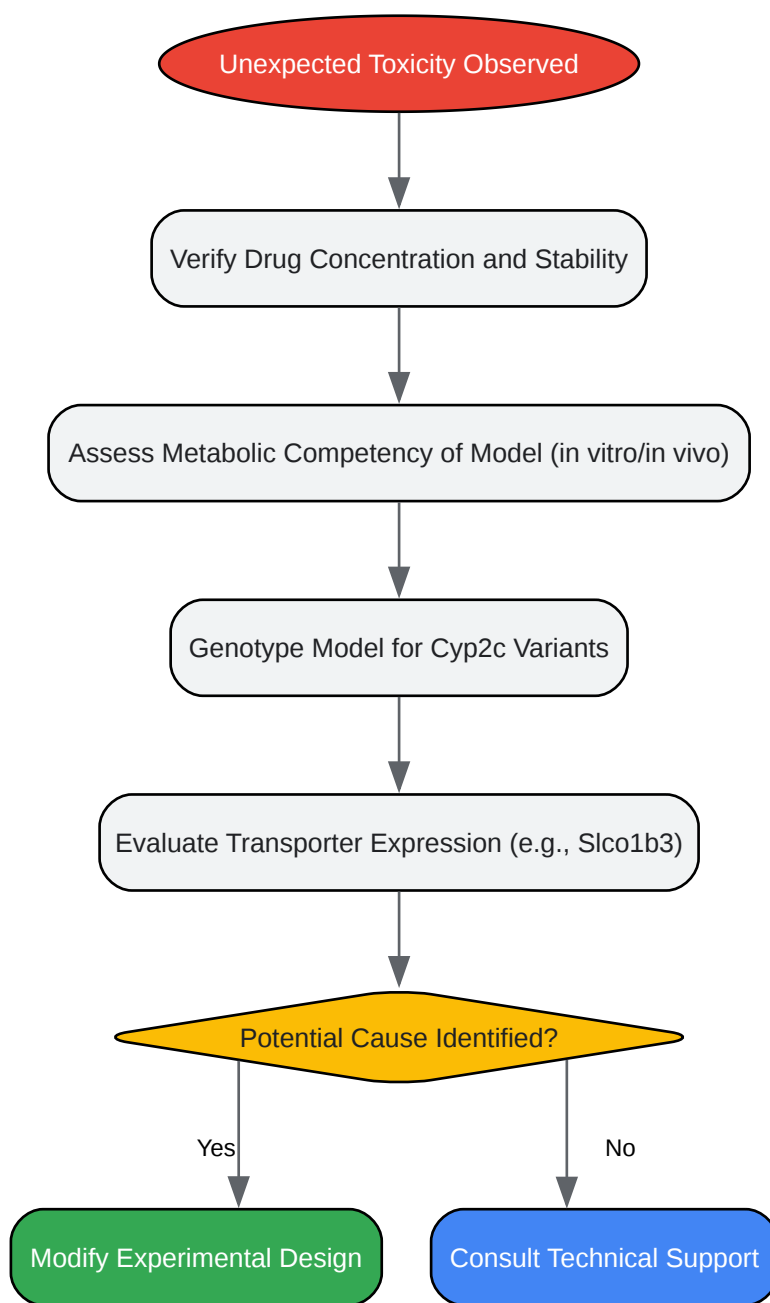 Unexpected Toxicity Observed
Verify Drug Concentration and Stability
Assess Metabolic Competency of Model (in vitro/in vivo)
Genotype Model for Cyp2c Variants
Evaluate Transporter Expression (e.g., Slco1b3)
Potential Cause Identified?
Yes
No
Modify Experimental Design
Consult Technical Support